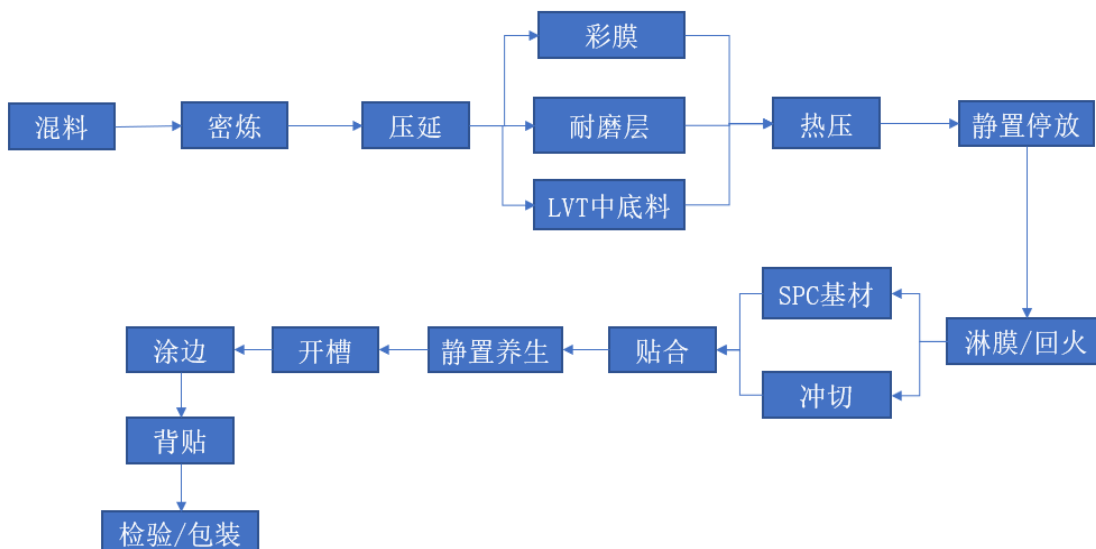 混料
密炼
压延
彩膜
耐磨层
LVT中底料
热压
静置停放
淋膜/回火
SPC基材
冲切
贴合
静置养生
开槽
涂边
背贴
检验/包装